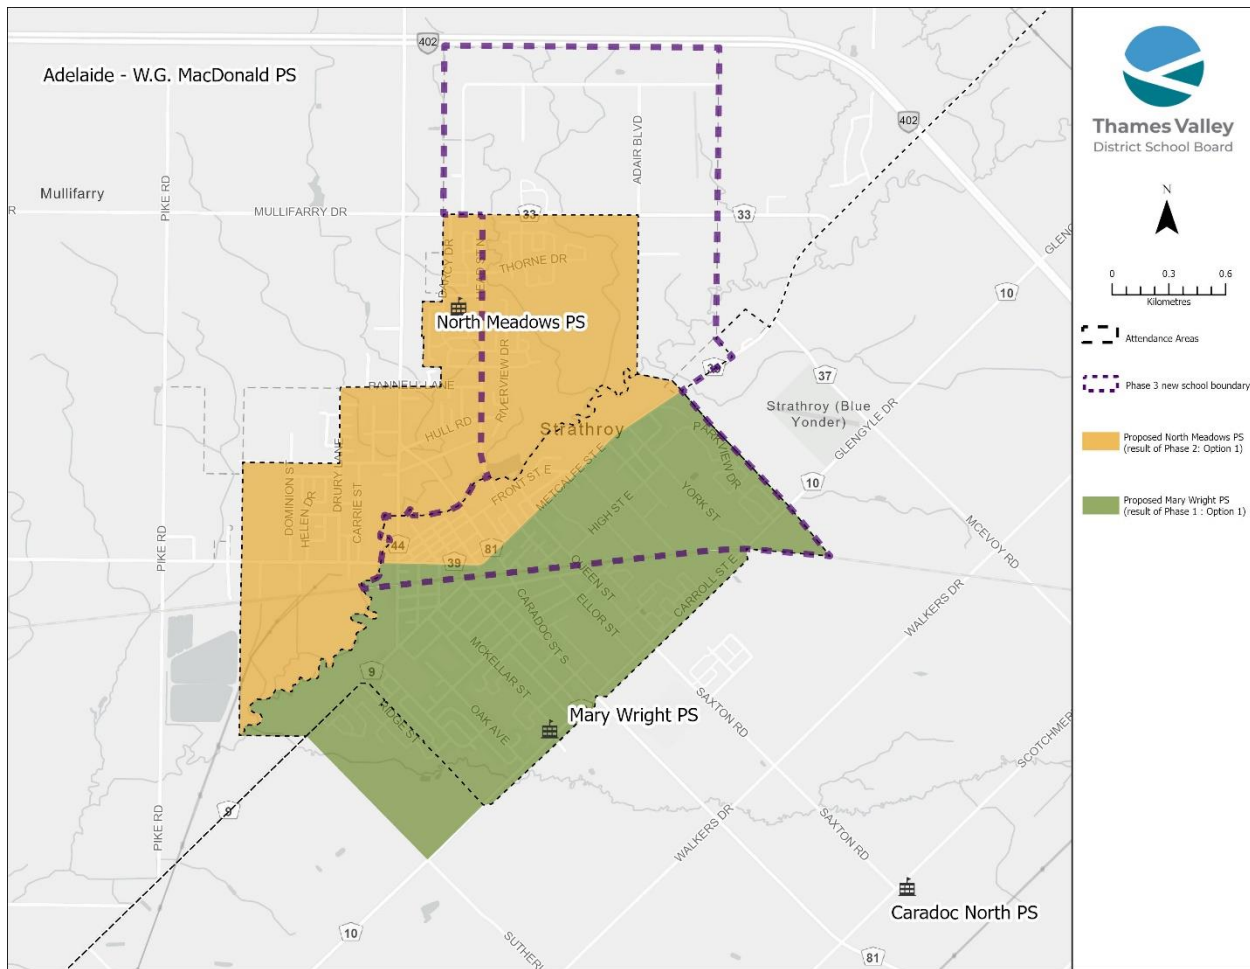 402
Adelaide - W.G. MacDonald PS
402
Thames Valley
District School Board
ADAIR BLVD
Mullifarry
PIKE RD
MULLIFARRY DR
33
33
N
DARCY DR
HEAD ST N
THORNE DR
GLENGYLE DR
10
0 0.3 0.6
Kilometres
North Meadows PS
Attendance Areas
RIVERVIEW DR
PANNELL LANE
39
37
Phase 3 new school boundary
HULL RD
Strathroy
Strathroy (Blue
Yonder)
PARKVIEW DR
GLENGYLE DR
Proposed North Meadows PS
(result of Phase 2: Option 1)
DOMINION ST
HELEN DR
DRURY LANE
CARRIE ST
FRONT ST E
METCALFE ST E
HIGH ST E
YORK ST
10
Proposed Mary Wright PS
(result of Phase 1 : Option 1)
PIKE RD
44
39
81
MCEVOY RD
QUEEN ST
ELLOR ST
CARROLL ST E
CARADOC ST S
WALKERS DR
MCKELLAR ST
9
RIDGE ST
OAK AVE
Mary Wright PS
SAXTON RD
PIKE RD
9
WALKERS DR
SAXTON RD
Caradoc North PS
10
81